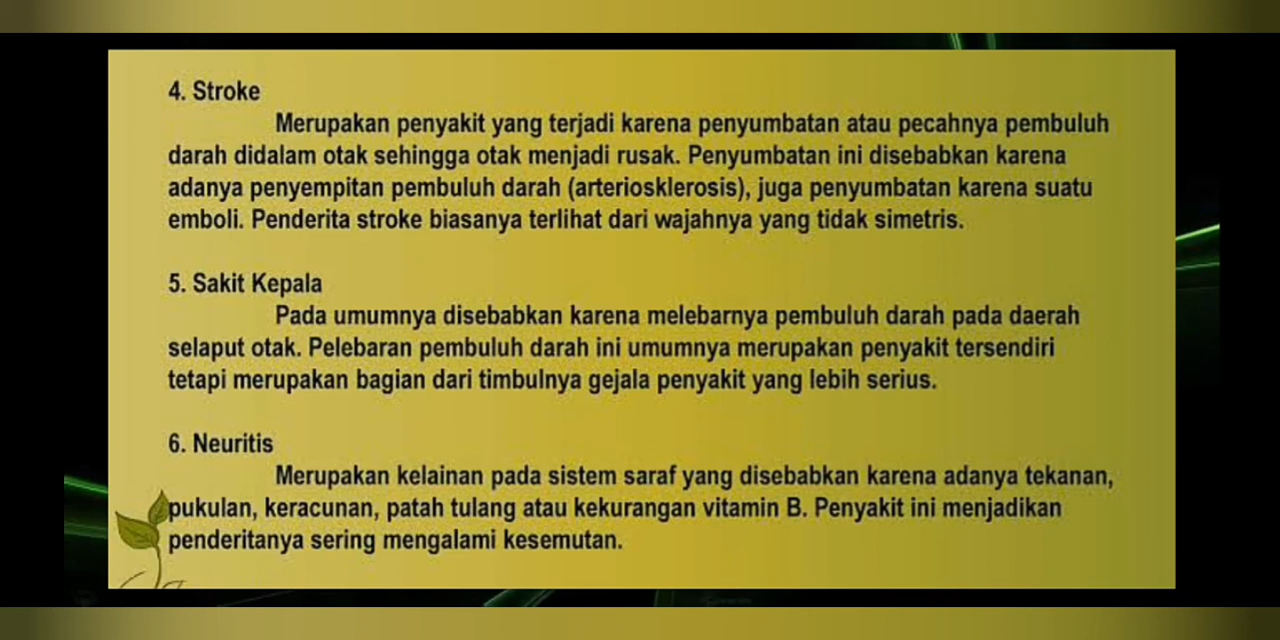 4. Stroke
Merupakan penyakit yang terjadi karena penyumbatan atau pecahnya pembuluh
darah didalam otak sehingga otak menjadi rusak. Penyumbatan ini disebabkan karena
adanya penyempitan pembuluh darah (arteriosklerosis), juga penyumbatan karena suatu
emboli. Penderita stroke biasanya terlihat dari wajahnya yang tidak simetris.
5. Sakit Kepala
Pada umumnya disebabkan karena melebarnya pembuluh darah pada daerah
selaput otak. Pelebaran pembuluh darah ini umumnya merupakan penyakit tersendiri
tetapi merupakan bagian dari timbulnya gejala penyakit yang lebih serius.
6. Neuritis
Merupakan kelainan pada sistem saraf yang disebabkan karena adanya tekanan,
pukulan, keracunan, patah tulang atau kekurangan vitamin B. Penyakit ini menjadikan
penderitanya sering mengalami kesemutan.